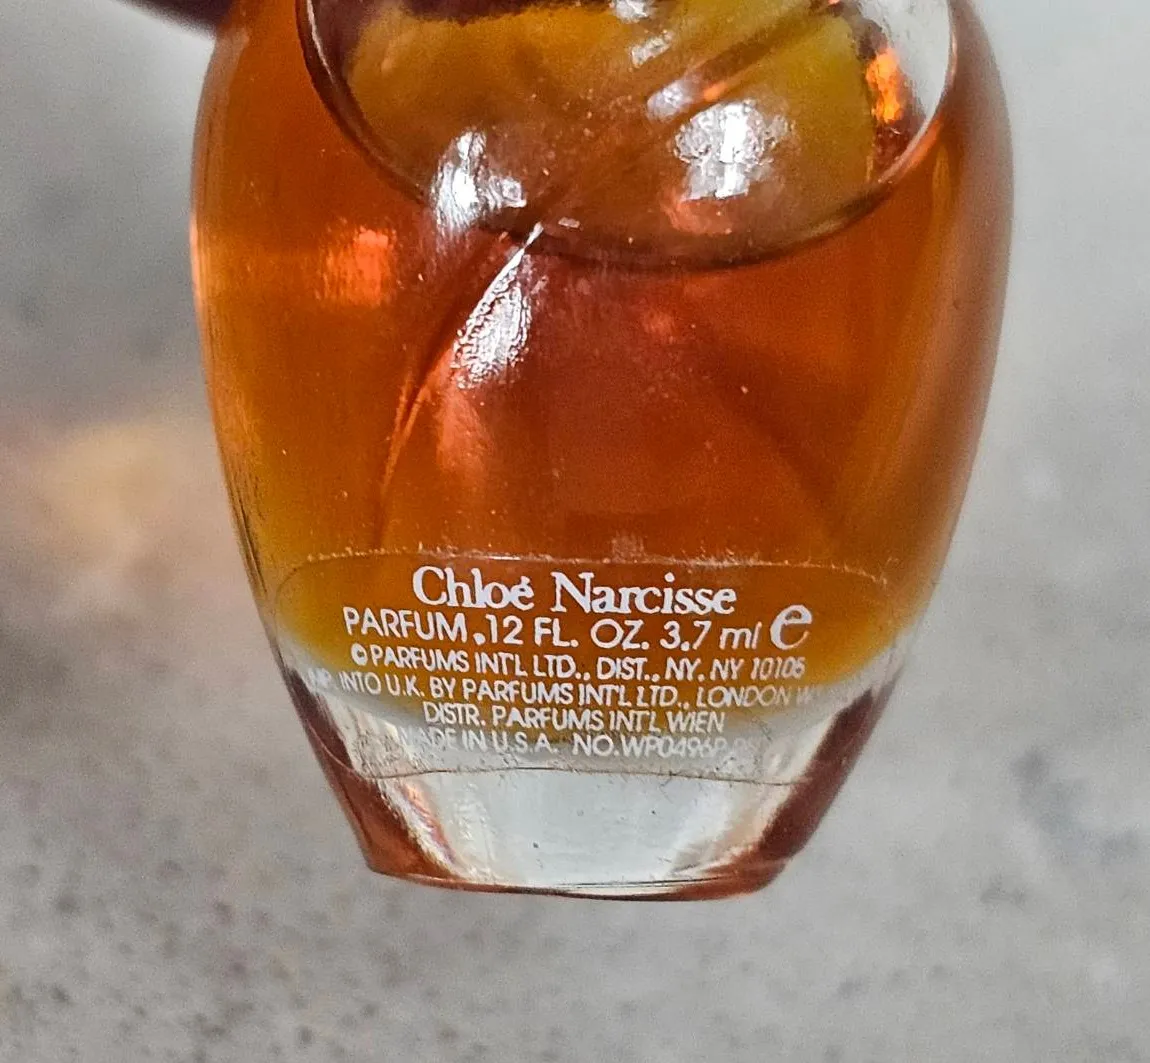 Chloé Narcisse
PARFUM .12 FL. OZ. 3.7 ml e
©PARFUMS INT'L LTD., DIST., NY, NY 10105
INTO U.K. BY PARFUMS INT'L LTD., LONDON
DISTR. PARFUMS INT'L WIEN
MADE IN U.S.A. NO.